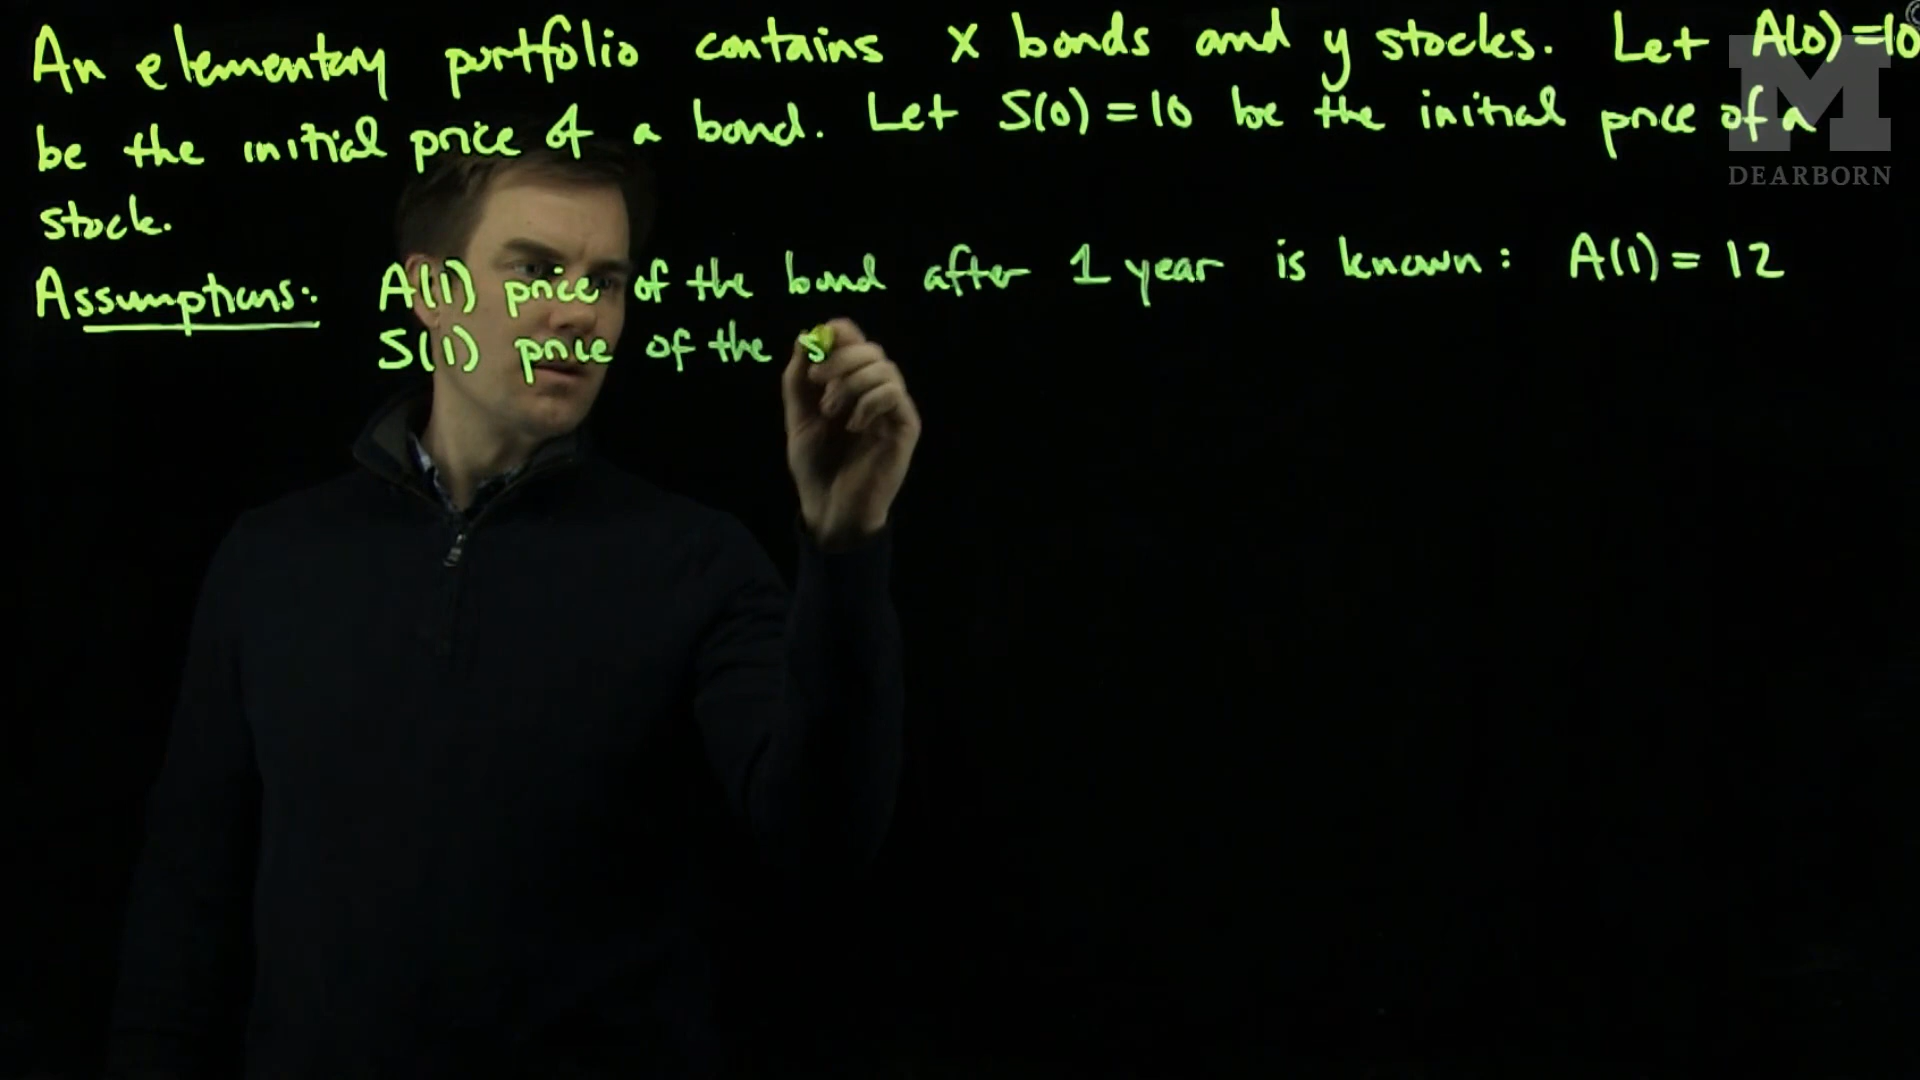 An elementary portfolio contains x bonds and y stocks. Let A(0)=10
be the initial price of a bond. Let S(0)=10 be the initial price of a
stock.
Assumptions: A(1) price of the bond after 1 year is known: A(1) = 12
S(1) price of the s
M
DEARBORN